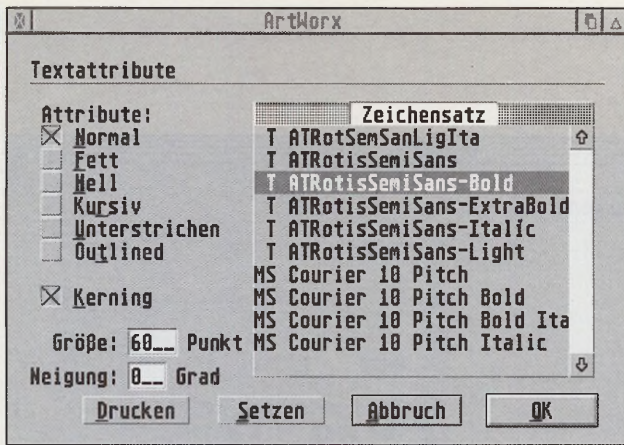 ArtWorx
Textattribute
Attribute:
Normal
Fett
Hell
Kursiv
Unterstrichen
Outlined
Kerning
Größe: 60__ Punkt
Neigung: 0__ Grad
Zeichensatz
T ATRotSemSanLigIta
T ATRotisSemiSans
T ATRotisSemiSans-Bold
T ATRotisSemiSans-ExtraBold
T ATRotisSemiSans-Italic
T ATRotisSemiSans-Light
MS Courier 10 Pitch
MS Courier 10 Pitch Bold
MS Courier 10 Pitch Bold Ita
MS Courier 10 Pitch Italic
Drucken
Setzen
Abbruch
OK